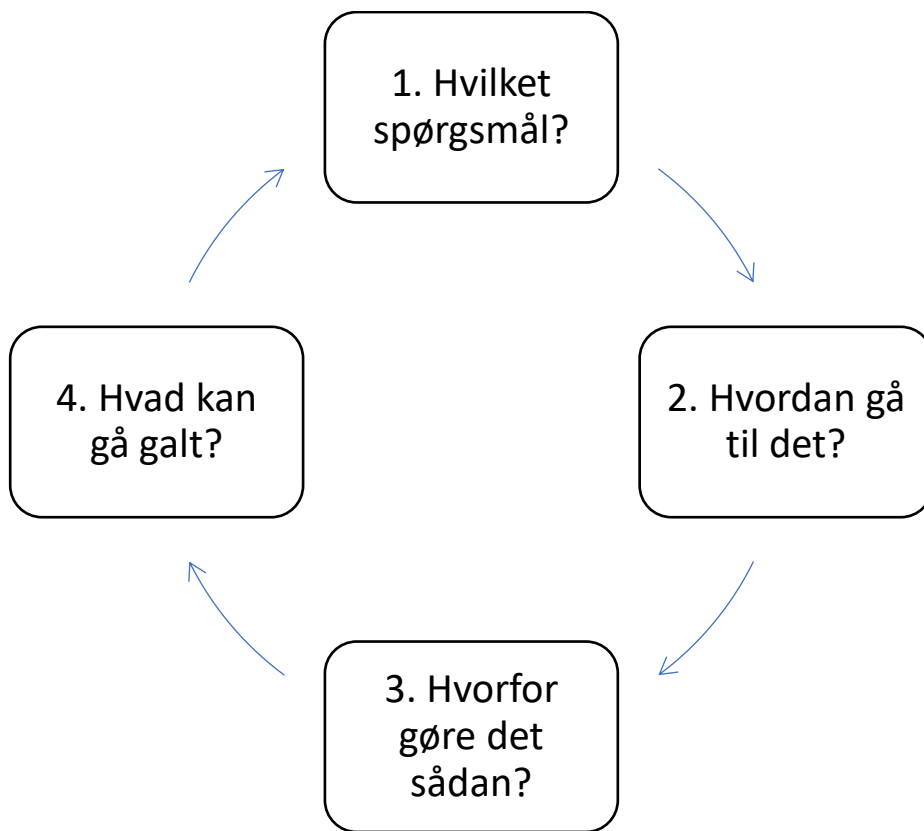 1. Hvilket
spørgsmål?
2. Hvordan gå
til det?
3. Hvorfor
gøre det
sådan?
4. Hvad kan
gå galt?